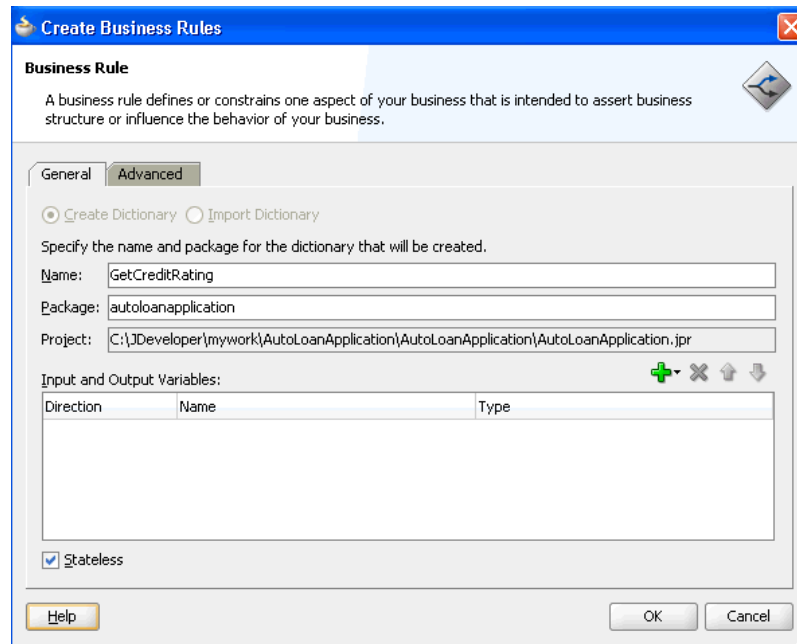 Create Business Rules
Business Rule
A business rule defines or constrains one aspect of your business that is intended to assert business
structure or influence the behavior of your business.
General Advanced
Create Dictionary Import Dictionary
Specify the name and package for the dictionary that will be created.
Name: GetCreditRating
Package: autoloanapplication
Project: C:\JDeveloper\mywork\AutoLoanApplication\AutoLoanApplication\AutoLoanApplication.jpr
Input and Output Variables:
Direction Name Type
Stateless
Help OK Cancel